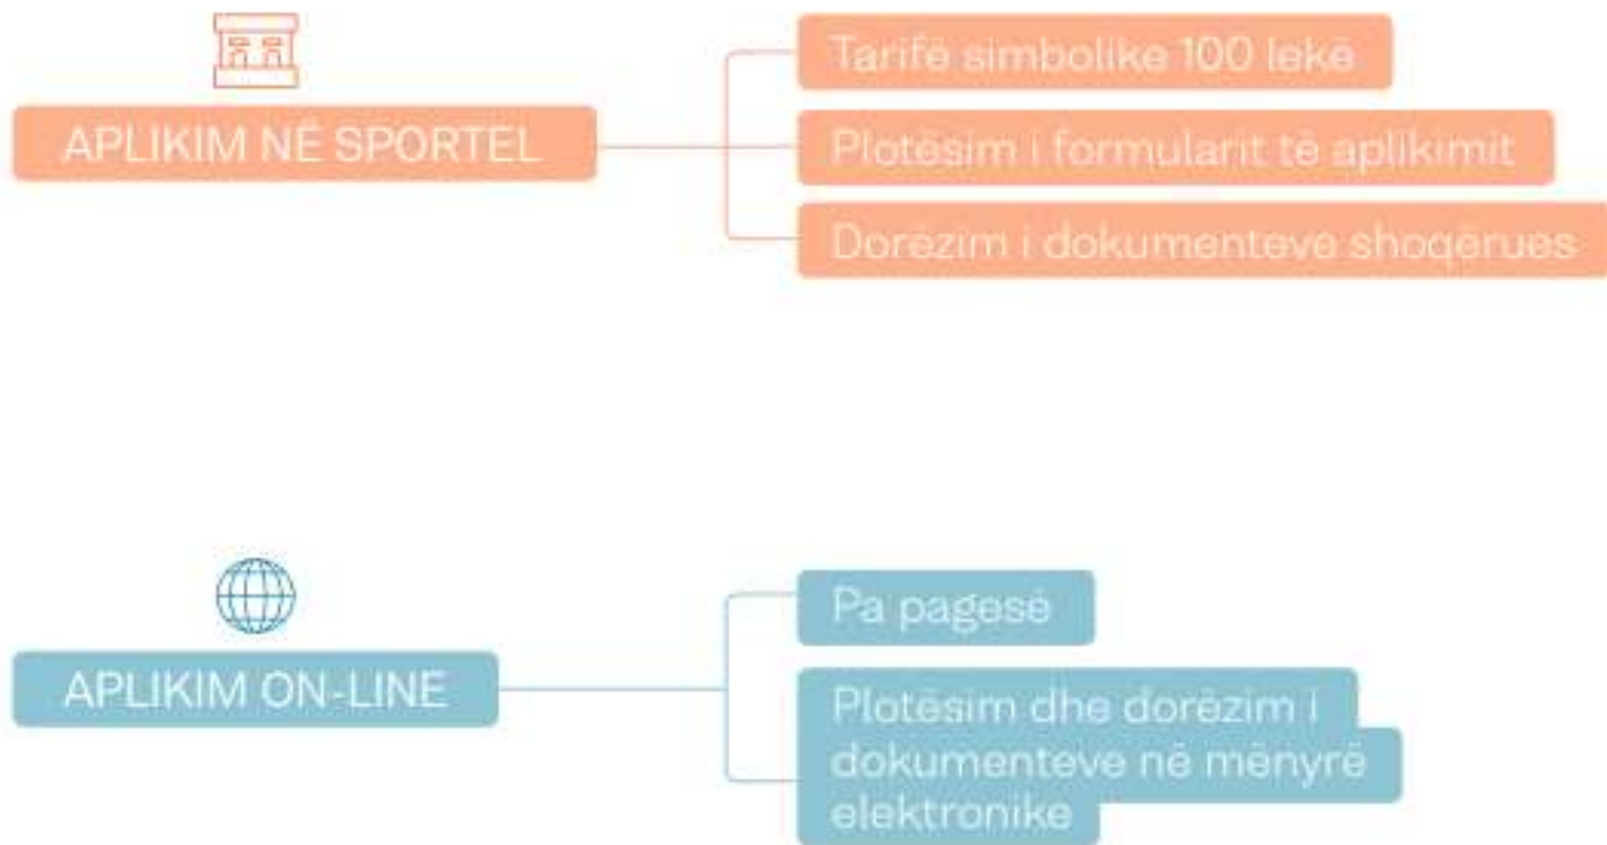 APLIKIM NË SPORTEL
Tarifë simbolike 100 lekë
Plotësim i formularit të aplikimit
Dorëzim i dokumenteve shoqërues
APLIKIM ON-LINE
Pa pagesë
Plotësim dhe dorëzim i
dokumenteve në mënyrë
elektronike